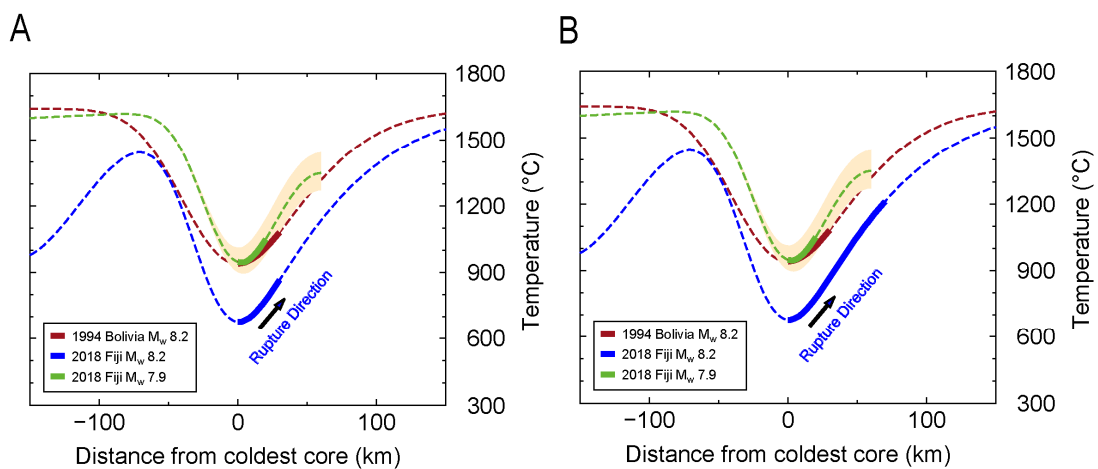 A
1800
1500
1200
900
600
300
Temperature (°C)
Rupture Direction
1994 Bolivia Mw 8.2
2018 Fiji Mw 8.2
2018 Fiji Mw 7.9
−100
0
100
Distance from coldest core (km)
B
1800
1500
1200
900
600
300
Temperature (°C)
Rupture Direction
1994 Bolivia Mw 8.2
2018 Fiji Mw 8.2
2018 Fiji Mw 7.9
−100
0
100
Distance from coldest core (km)